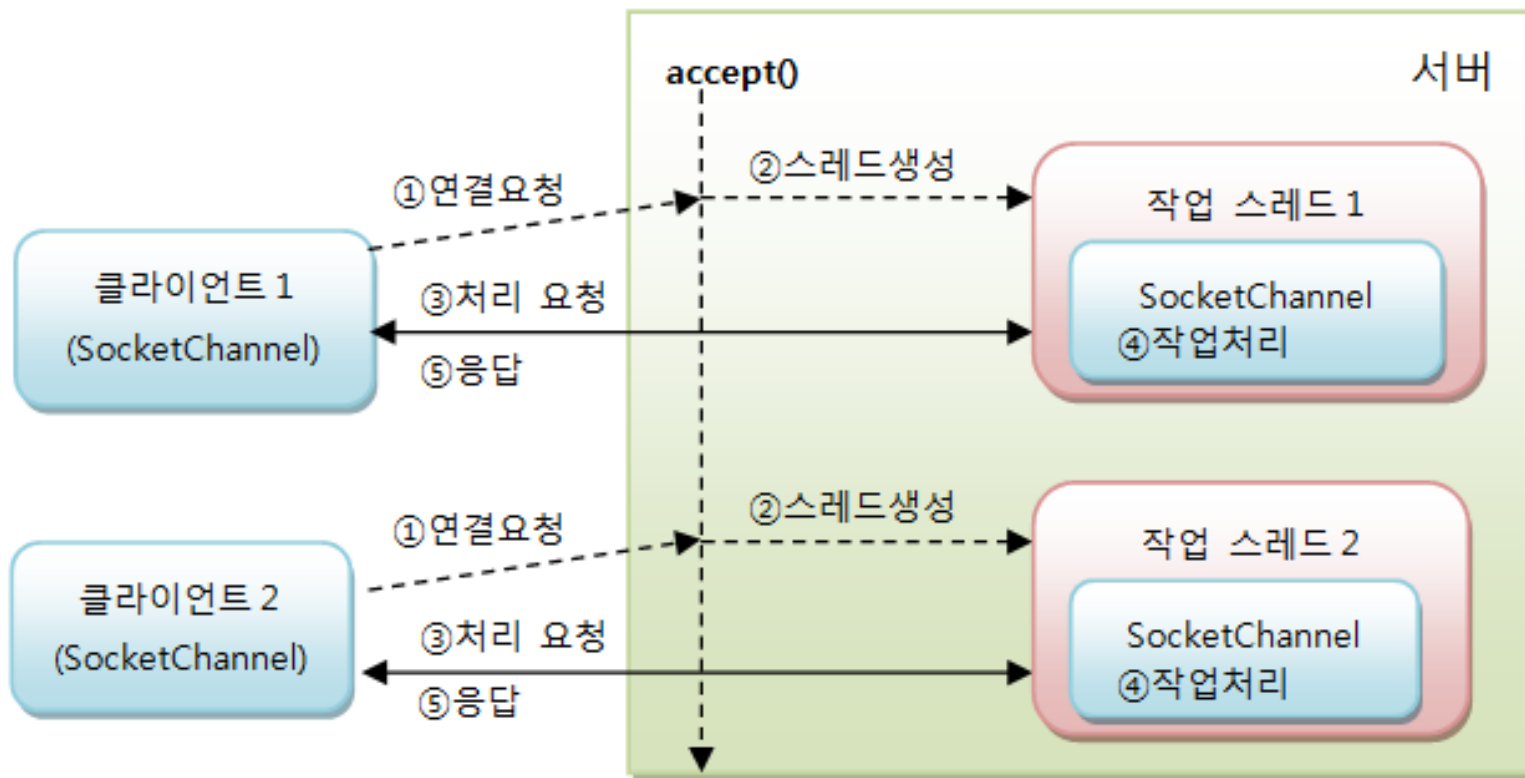 accept()
서버
①연결요청
②스레드생성
작업 스레드1
클라이언트1
(SocketChannel)
③처리 요청
⑤응답
SocketChannel
④작업처리
①연결요청
②스레드생성
작업 스레드2
클라이언트2
(SocketChannel)
③처리 요청
⑤응답
SocketChannel
④작업처리